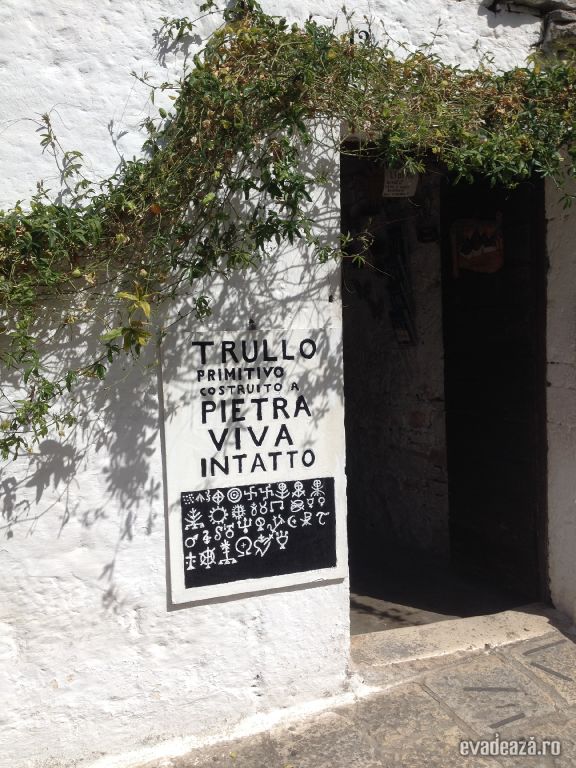 TRULLO
PRIMITIVO
COSTRUITO A
PIETRA
VIVA
INTATTO
evadează.ro